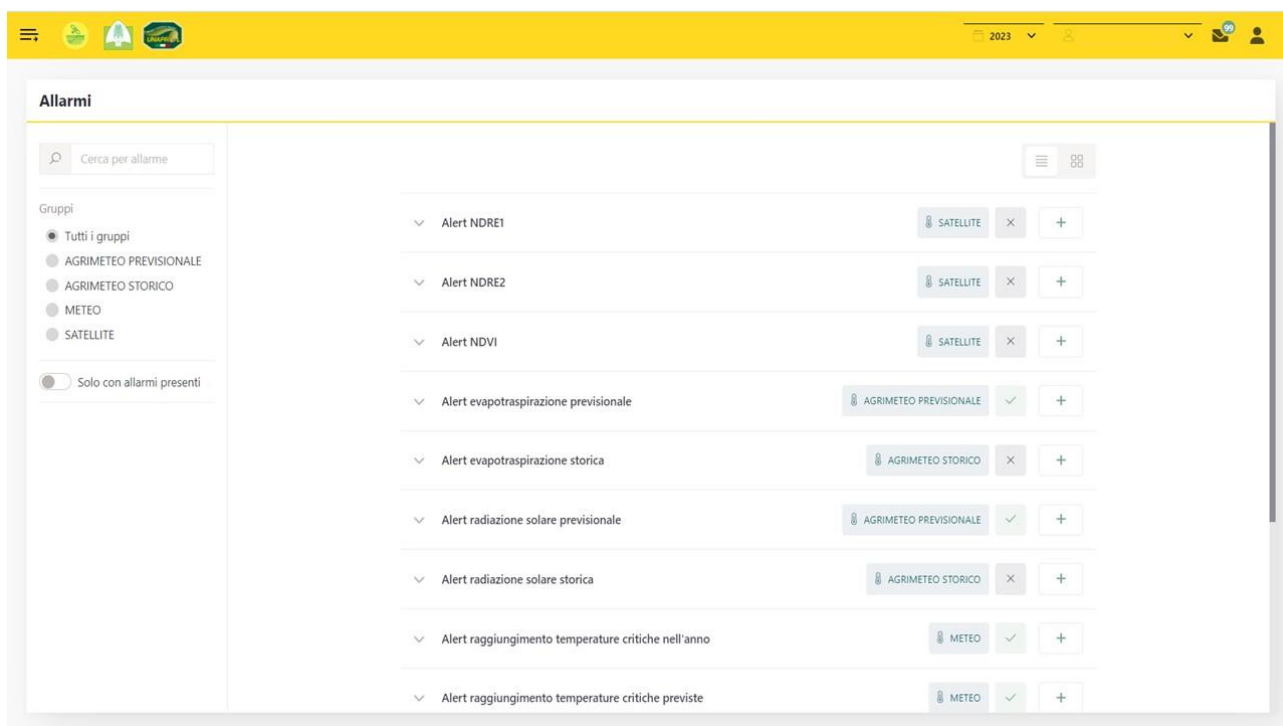 2023
99
Allarmi
Cerca per allarme
Gruppi
Tutti i gruppi
AGRIMETEO PREVISIONALE
AGRIMETEO STORICO
METEO
SATELLITE
Solo con allarmi presenti
Alert NDRE1 SATELLITE
Alert NDRE2 SATELLITE
Alert NDVI SATELLITE
Alert evapotraspirazione previsionale AGRIMETEO PREVISIONALE
Alert evapotraspirazione storica AGRIMETEO STORICO
Alert radiazione solare previsionale AGRIMETEO PREVISIONALE
Alert radiazione solare storica AGRIMETEO STORICO
Alert raggiungimento temperature critiche nell'anno METEO
Alert raggiungimento temperature critiche previste METEO